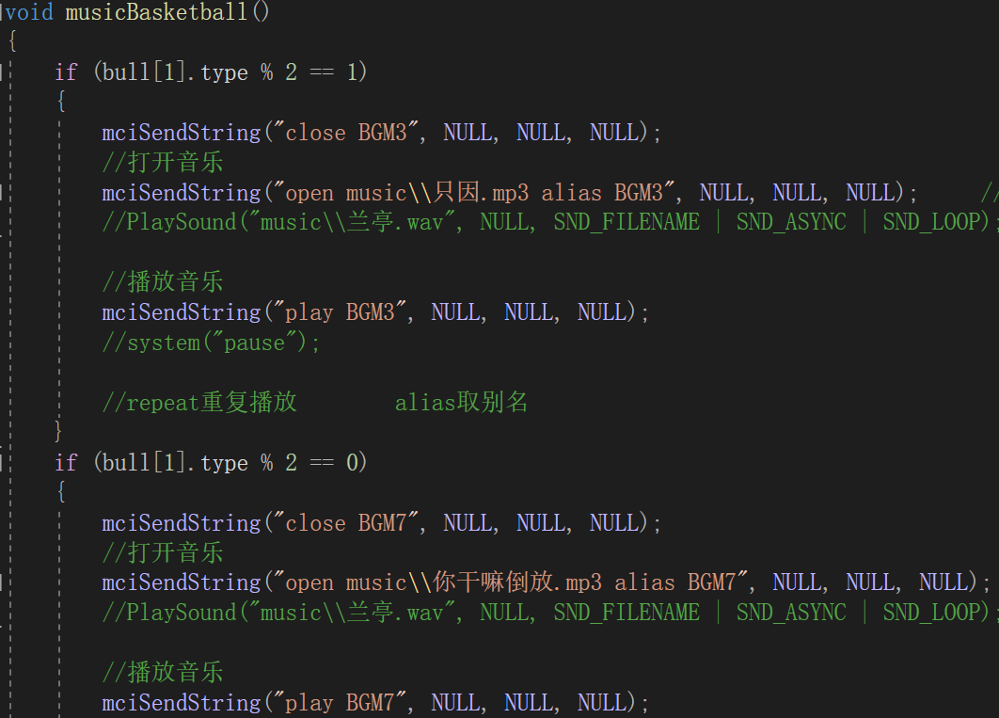 void musicBasketball()
{
if (bull[1].type % 2 == 1)
{
mciSendString("close BGM3", NULL, NULL, NULL);
//打开音乐
mciSendString("open music\\只因.mp3 alias BGM3", NULL, NULL, NULL); //
//PlaySound("music\\兰亭.wav", NULL, SND_FILENAME | SND_ASYNC | SND_LOOP);
//播放音乐
mciSendString("play BGM3", NULL, NULL, NULL);
//system("pause");
//repeat重复播放 alias取别名
}
if (bull[1].type % 2 == 0)
{
mciSendString("close BGM7", NULL, NULL, NULL);
//打开音乐
mciSendString("open music\\你干嘛倒放.mp3 alias BGM7", NULL, NULL, NULL);
//PlaySound("music\\兰亭.wav", NULL, SND_FILENAME | SND_ASYNC | SND_LOOP);
//播放音乐
mciSendString("play BGM7", NULL, NULL, NULL);